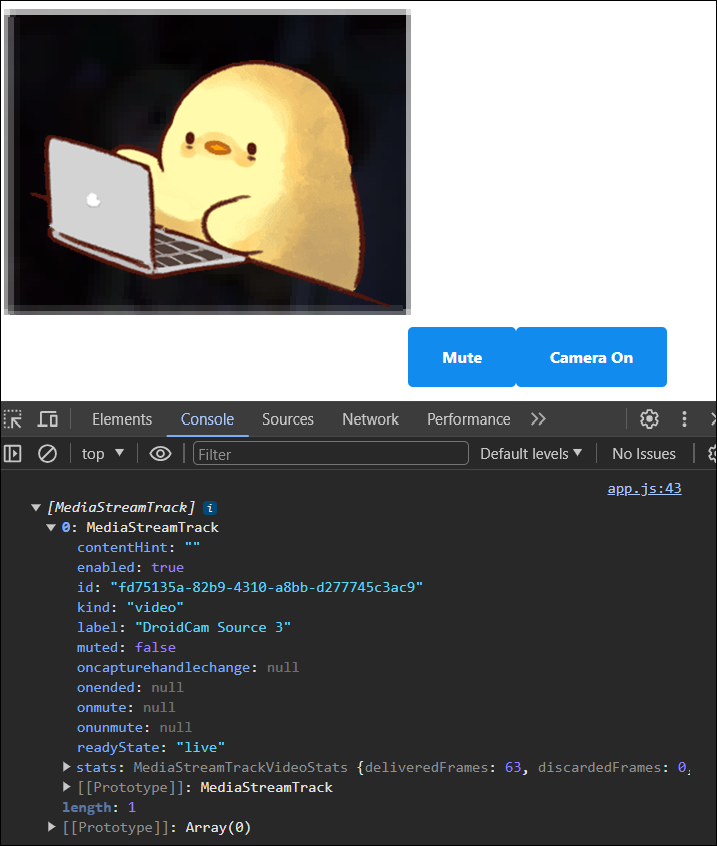 Mute Camera On
Elements Console Sources Network Performance
top Filter Default levels No Issues
app.js:43
[MediaStreamTrack] i
0: MediaStreamTrack
contentHint: ""
enabled: true
id: "fd75135a-82b9-4310-a8bb-d277745c3ac9"
kind: "video"
label: "DroidCam Source 3"
muted: false
oncapturehandlechange: null
onended: null
onmute: null
onunmute: null
readyState: "live"
stats: MediaStreamTrackVideoStats {deliveredFrames: 63, discardedFrames: 0,
[[Prototype]]: MediaStreamTrack
length: 1
[[Prototype]]: Array(0)